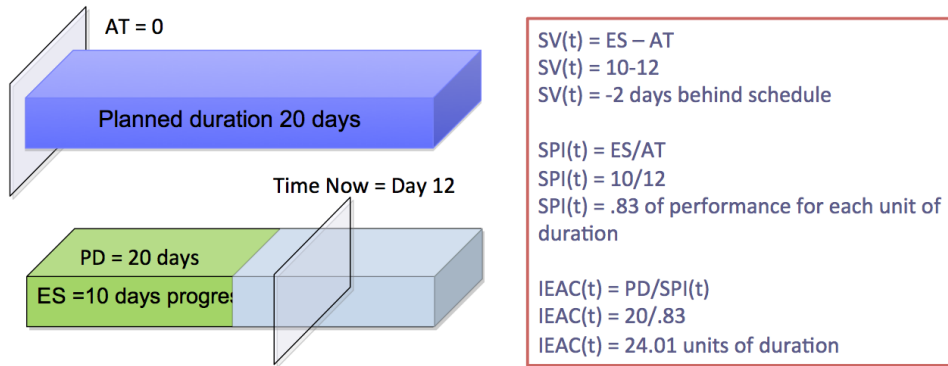 AT = 0
Planned duration 20 days
Time Now = Day 12
PD = 20 days
ES =10 days progres
SV(t) = ES – AT
SV(t) = 10-12
SV(t) = -2 days behind schedule
SPI(t) = ES/AT
SPI(t) = 10/12
SPI(t) = .83 of performance for each unit of
duration
IEAC(t) = PD/SPI(t)
IEAC(t) = 20/.83
IEAC(t) = 24.01 units of duration